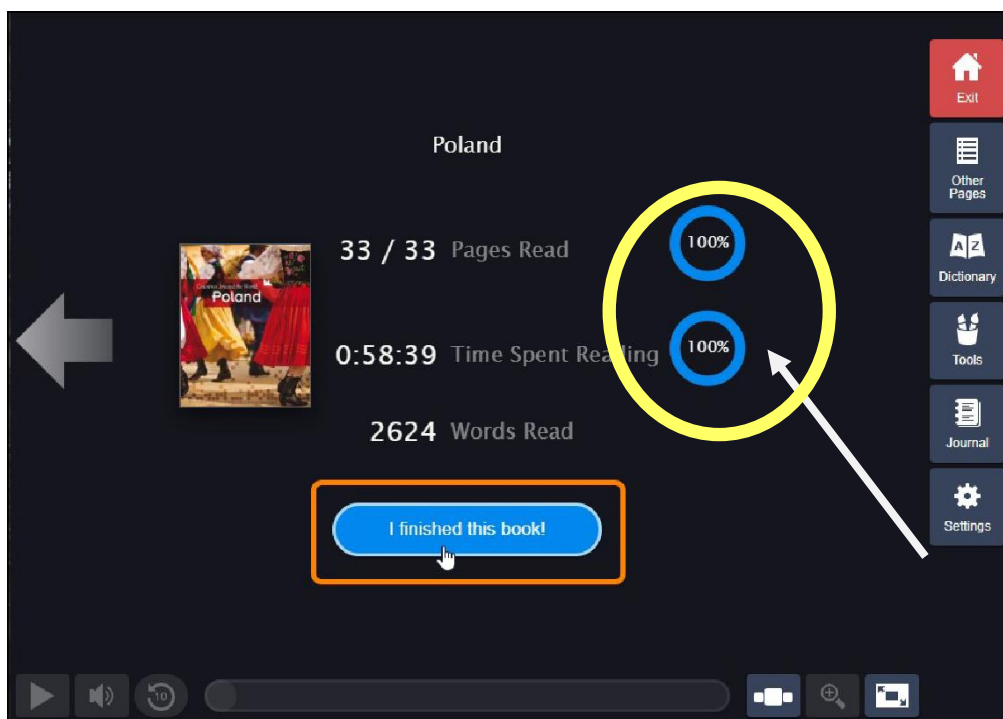 Poland
33 / 33 Pages Read
100%
0:58:39 Time Spent Reading
100%
2624 Words Read
I finished this book!
Poland
Exit
Other
Pages
A Z
Dictionary
Tools
Journal
Settings
10